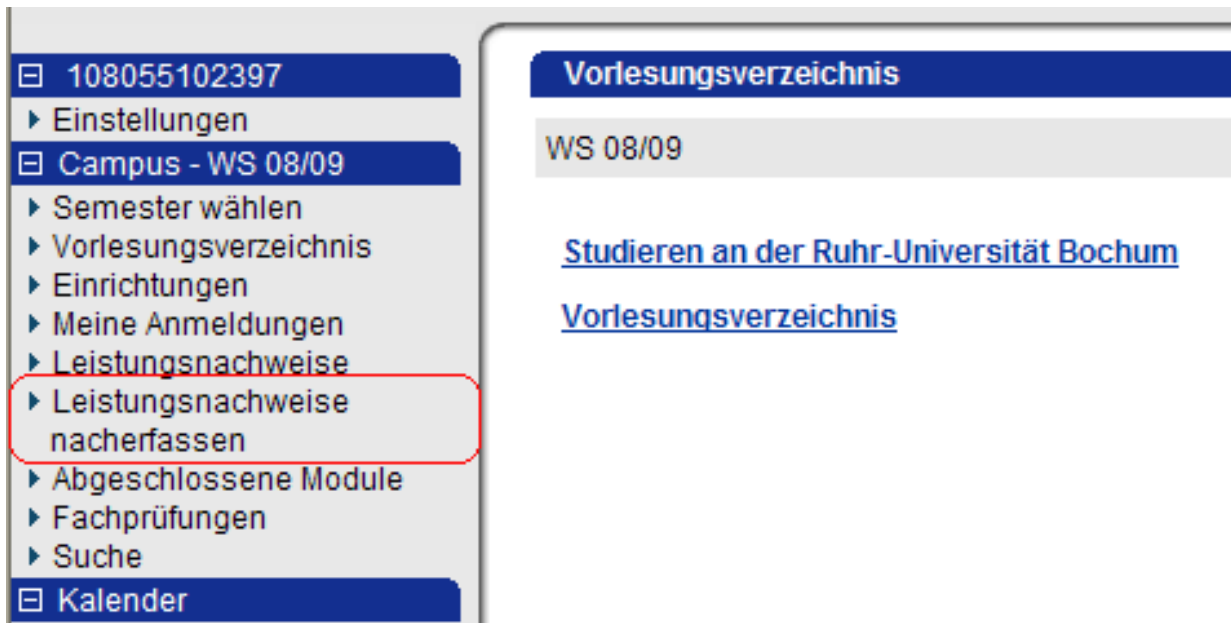 108055102397
Einstellungen
Campus - WS 08/09
Semester wählen
Vorlesungsverzeichnis
Einrichtungen
Meine Anmeldungen
Leistungsnachweise
Leistungsnachweise
nacherfassen
Abgeschlossene Module
Fachprüfungen
Suche
Kalender
Vorlesungsverzeichnis
WS 08/09
Studieren an der Ruhr-Universität Bochum
Vorlesungsverzeichnis